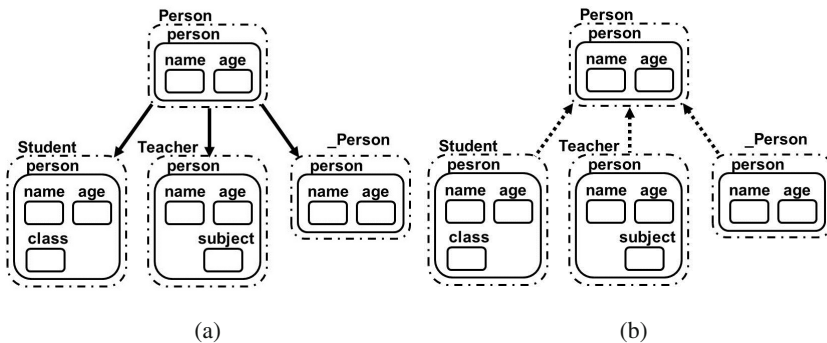 Person
person
name age
Student
person
name age
class
Teacher
person
name age
subject
_Person
person
name age
(a)
Person
person
name age
Student
pesron
name age
class
Teacher
person
name age
subject
_Person
person
name age
(b)